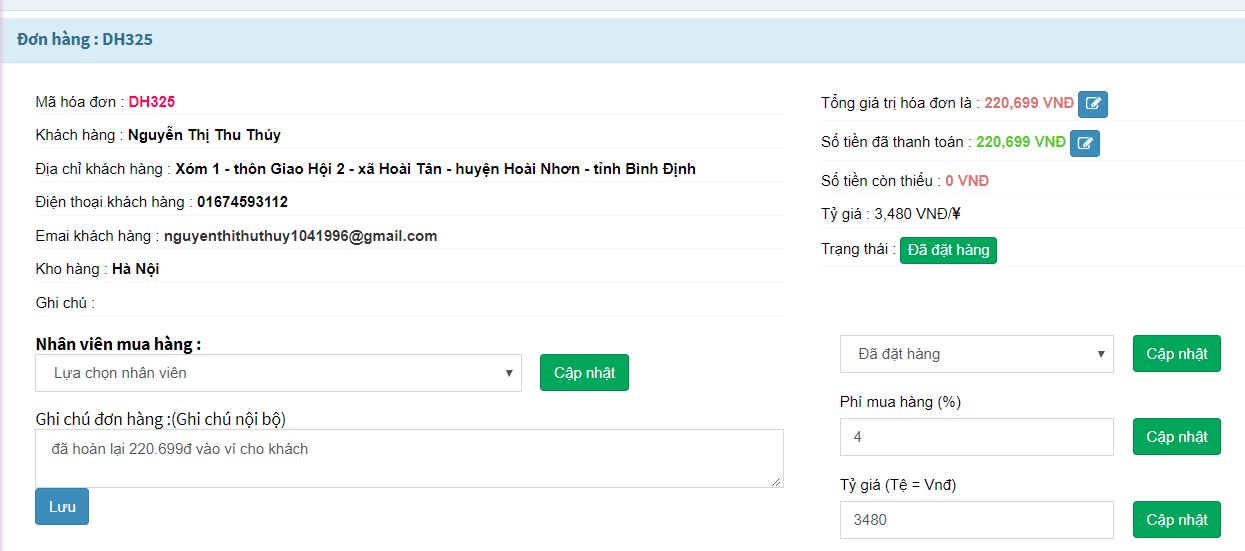 Đơn hàng : DH325
Mã hóa đơn : DH325
Khách hàng : Nguyễn Thị Thu Thúy
Địa chỉ khách hàng : Xóm 1 - thôn Giao Hội 2 - xã Hoài Tân - huyện Hoài Nhơn - tỉnh Bình Định
Điện thoại khách hàng : 01674593112
Emai khách hàng : nguyenthithuthuy1041996@gmail.com
Kho hàng : Hà Nội
Ghi chú :
Nhân viên mua hàng :
Lựa chọn nhân viên
Cập nhật
Ghi chú đơn hàng :(Ghi chú nội bộ)
đã hoàn lại 220.699đ vào ví cho khách
Lưu
Tổng giá trị hóa đơn là : 220,699 VNĐ
Số tiền đã thanh toán : 220,699 VNĐ
Số tiền còn thiếu : 0 VNĐ
Tỷ giá : 3,480 VNĐ/¥
Trạng thái : Đã đặt hàng
Đã đặt hàng
Cập nhật
Phí mua hàng (%)
4
Cập nhật
Tỷ giá (Tệ = Vnđ)
3480
Cập nhật